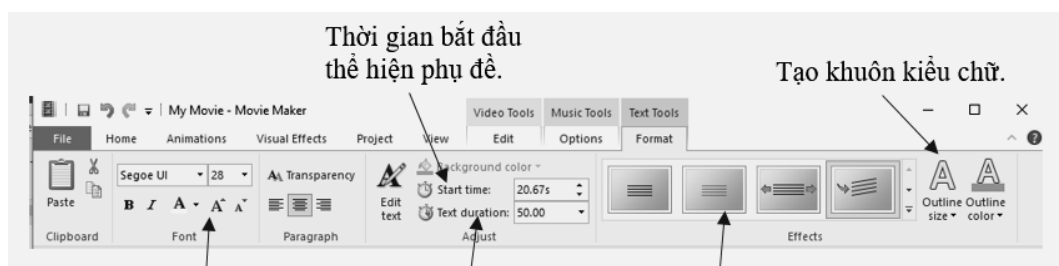 Thời gian bắt đầu
thể hiện phụ đề.
Tạo khuôn kiểu chữ.
My Movie - Movie Maker
Video Tools Music Tools Text Tools
File Home Animations Visual Effects Project View Edit Options Format
Paste
Segoe UI 28
B I A A A
Transparency
Edit
text
Background color
Start time: 20.67s
Text duration: 50.00
Outline
size
Outline
color
Clipboard Font Paragraph Adjust Effects